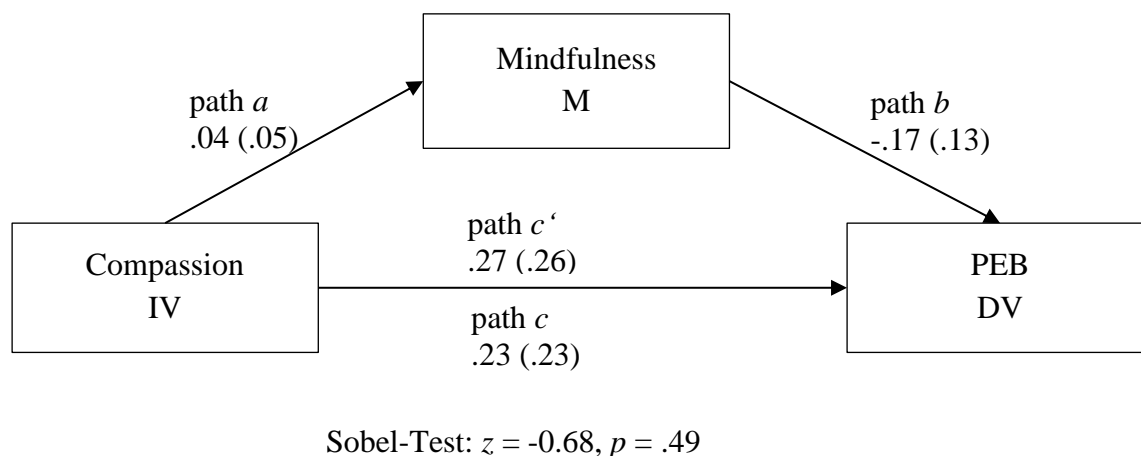 Mindfulness
M
path a
.04 (.05)
path b
-.17 (.13)
Compassion
IV
path c‘
.27 (.26)
path c
.23 (.23)
PEB
DV
Sobel-Test: z = -0.68, p = .49